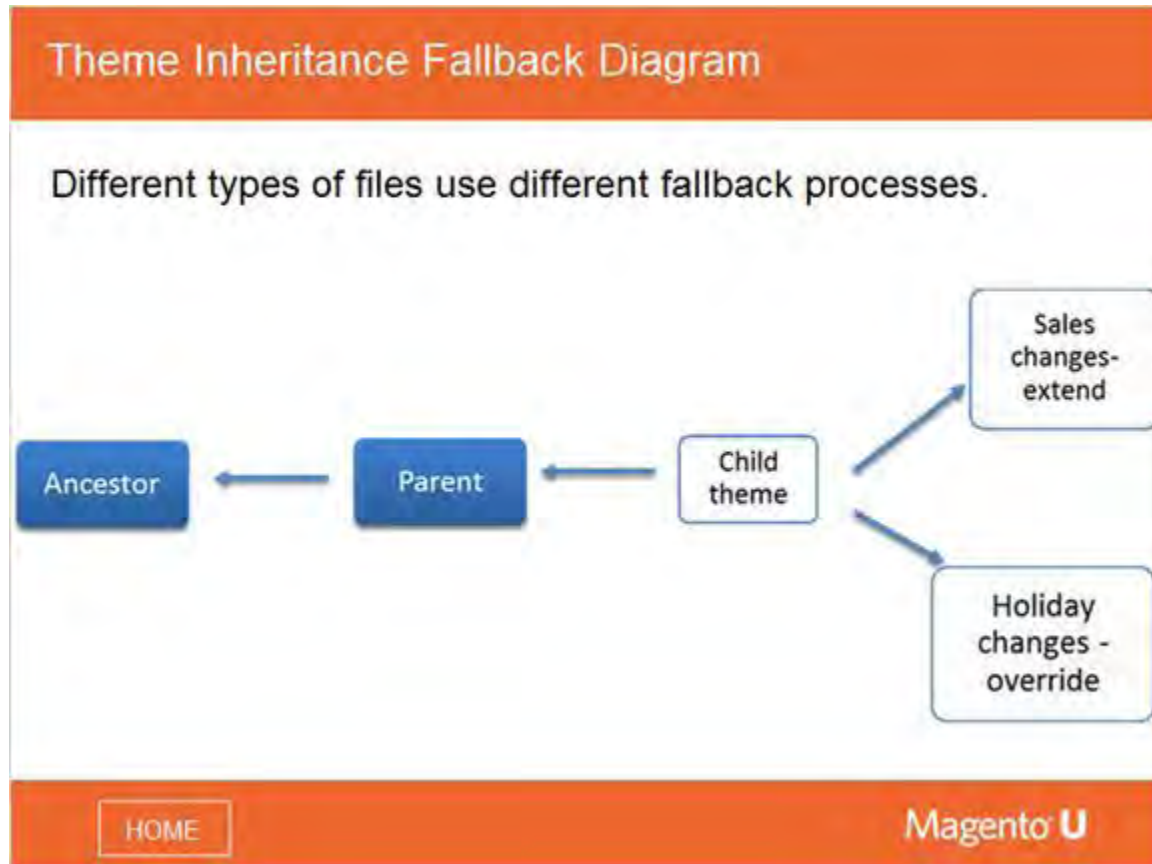 Theme Inheritance Fallback Diagram
Different types of files use different fallback processes.
Sales
changes-
extend
Ancestor
Parent
Child
theme
Holiday
changes -
override
HOME
Magento U